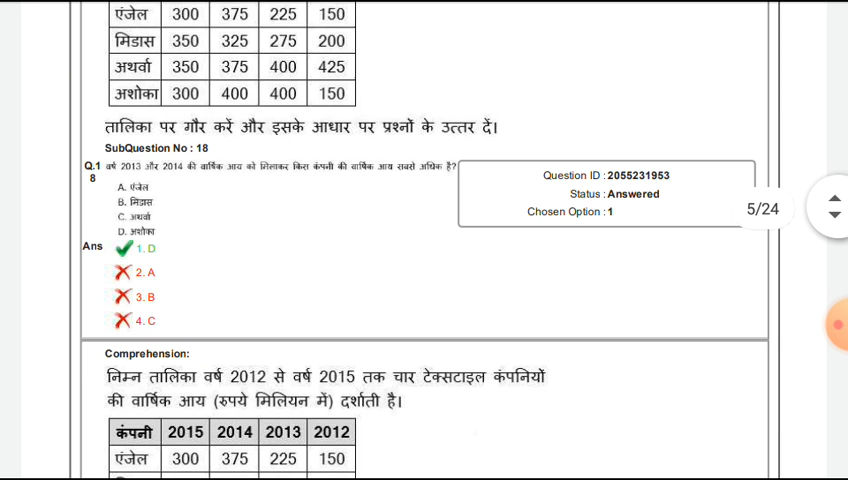 एंजेल 300 375 225 150
मिडास 350 325 275 200
अथर्वा 350 375 400 425
अशोका 300 400 400 150
तालिका पर गौर करें और इसके आधार पर प्रश्नों के उत्तर दें।
SubQuestion No : 18
Q.1 वर्ष 2013 और 2014 की वार्षिक आय को मिलाकर किस कंपनी की वार्षिक आय सबसे अधिक है?
8
A. एंजेल
B. मिडास
C. अथर्वा
D. अशोका
Question ID : 2055231953
Status : Answered
Chosen Option : 1
5/24
Ans 1. D
2. A
3. B
4. C
Comprehension:
निम्न तालिका वर्ष 2012 से वर्ष 2015 तक चार टेक्सटाइल कंपनियों
की वार्षिक आय (रुपये मिलियन में) दर्शाती है।
कंपनी 2015 2014 2013 2012
एंजेल 300 375 225 150